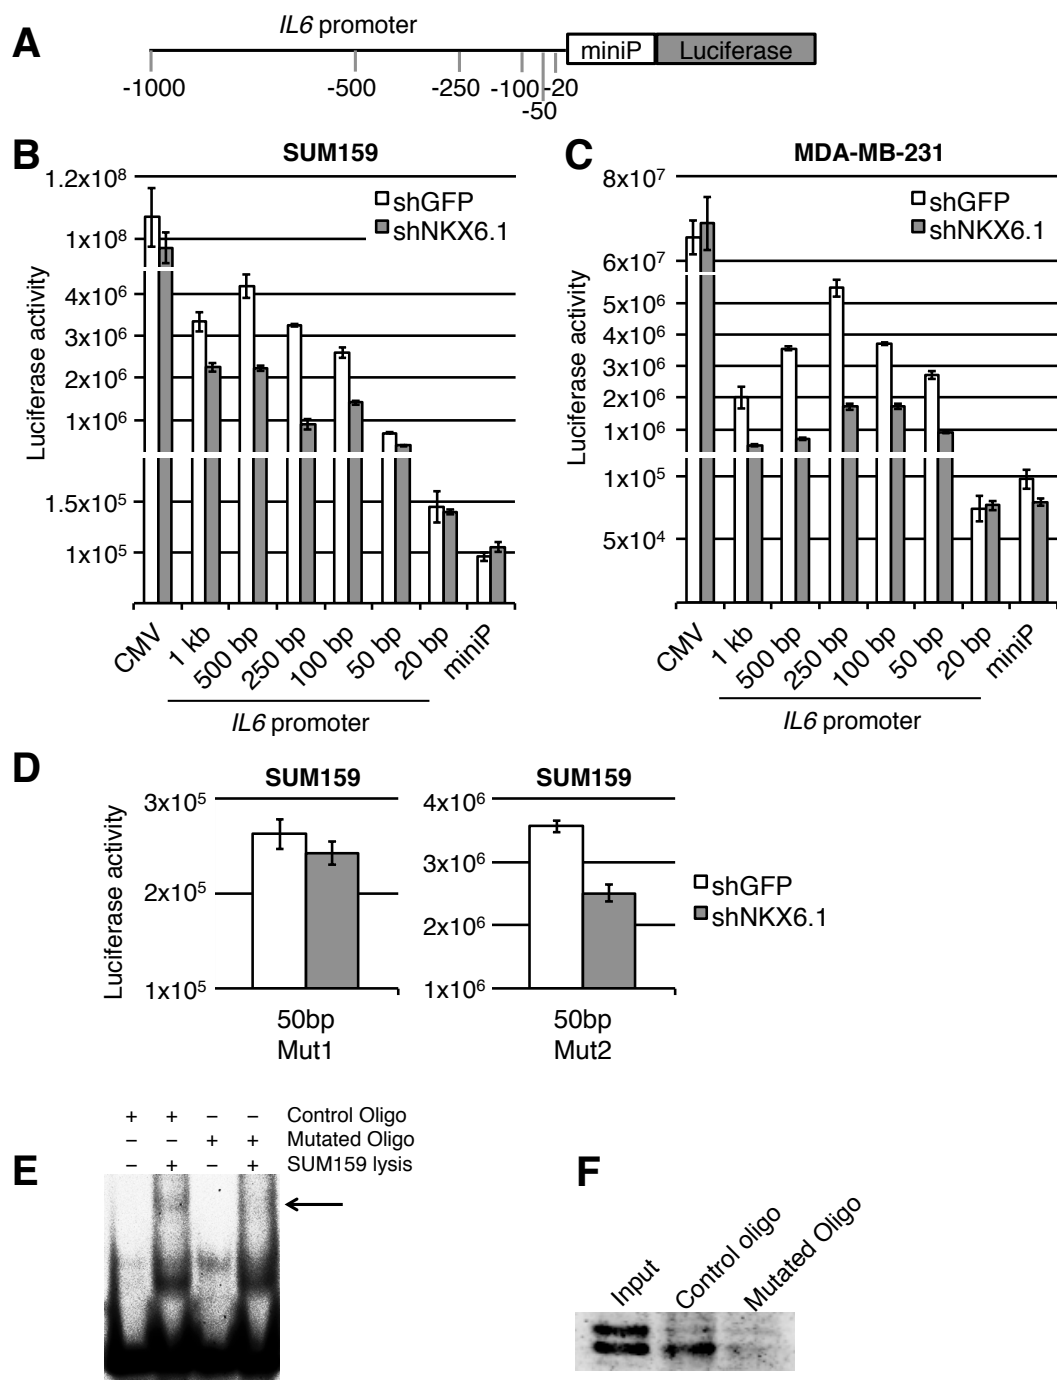 A
IL6 promoter
miniP Luciferase
-1000 -500 -250 -100 -20
-50
B
SUM159
1.2x10⁸
1x10⁸
4x10⁶
3x10⁶
2x10⁶
1x10⁶
1.5x10⁵
1x10⁵
Luciferase activity
shGFP
shNKX6.1
CMV 1 kb 500 bp 250 bp 100 bp 50 bp 20 bp miniP
IL6 promoter
C
MDA-MB-231
8x10⁷
6x10⁷
5x10⁶
4x10⁶
3x10⁶
2x10⁶
1x10⁶
1x10⁵
5x10⁴
Luciferase activity
shGFP
shNKX6.1
CMV 1 kb 500 bp 250 bp 100 bp 50 bp 20 bp miniP
IL6 promoter
D
SUM159
3x10⁵
2x10⁵
1x10⁵
Luciferase activity
50bp
Mut1
SUM159
4x10⁶
3x10⁶
2x10⁶
1x10⁶
50bp
Mut2
shGFP
shNKX6.1
E
+ + − − Control Oligo
− − + + Mutated Oligo
− + − + SUM159 lysis
F
Input Control oligo Mutated Oligo